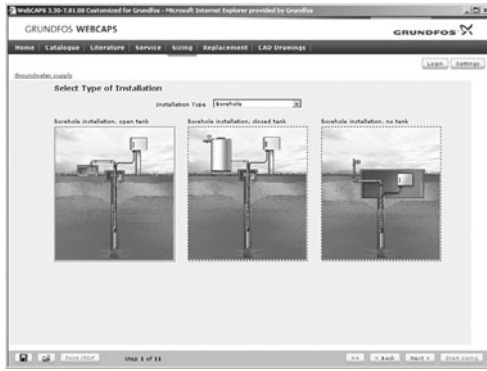 WebCAPS 3.30-7.81.08 Customized for Grundfos - Microsoft Internet Explorer provided by Grundfos
GRUNDFOS WEBCAPS
GRUNDFOS
Home Catalogue Literature Service Sizing Replacement CAD Drawings
Login Settings
Groundwater supply
Select Type of Installation
Installation Type Borehole
Borehole installation, open tank Borehole installation, closed tank Borehole installation, no tank
Print /PDF Step 1 of 11 << < Back Next > Start sizing